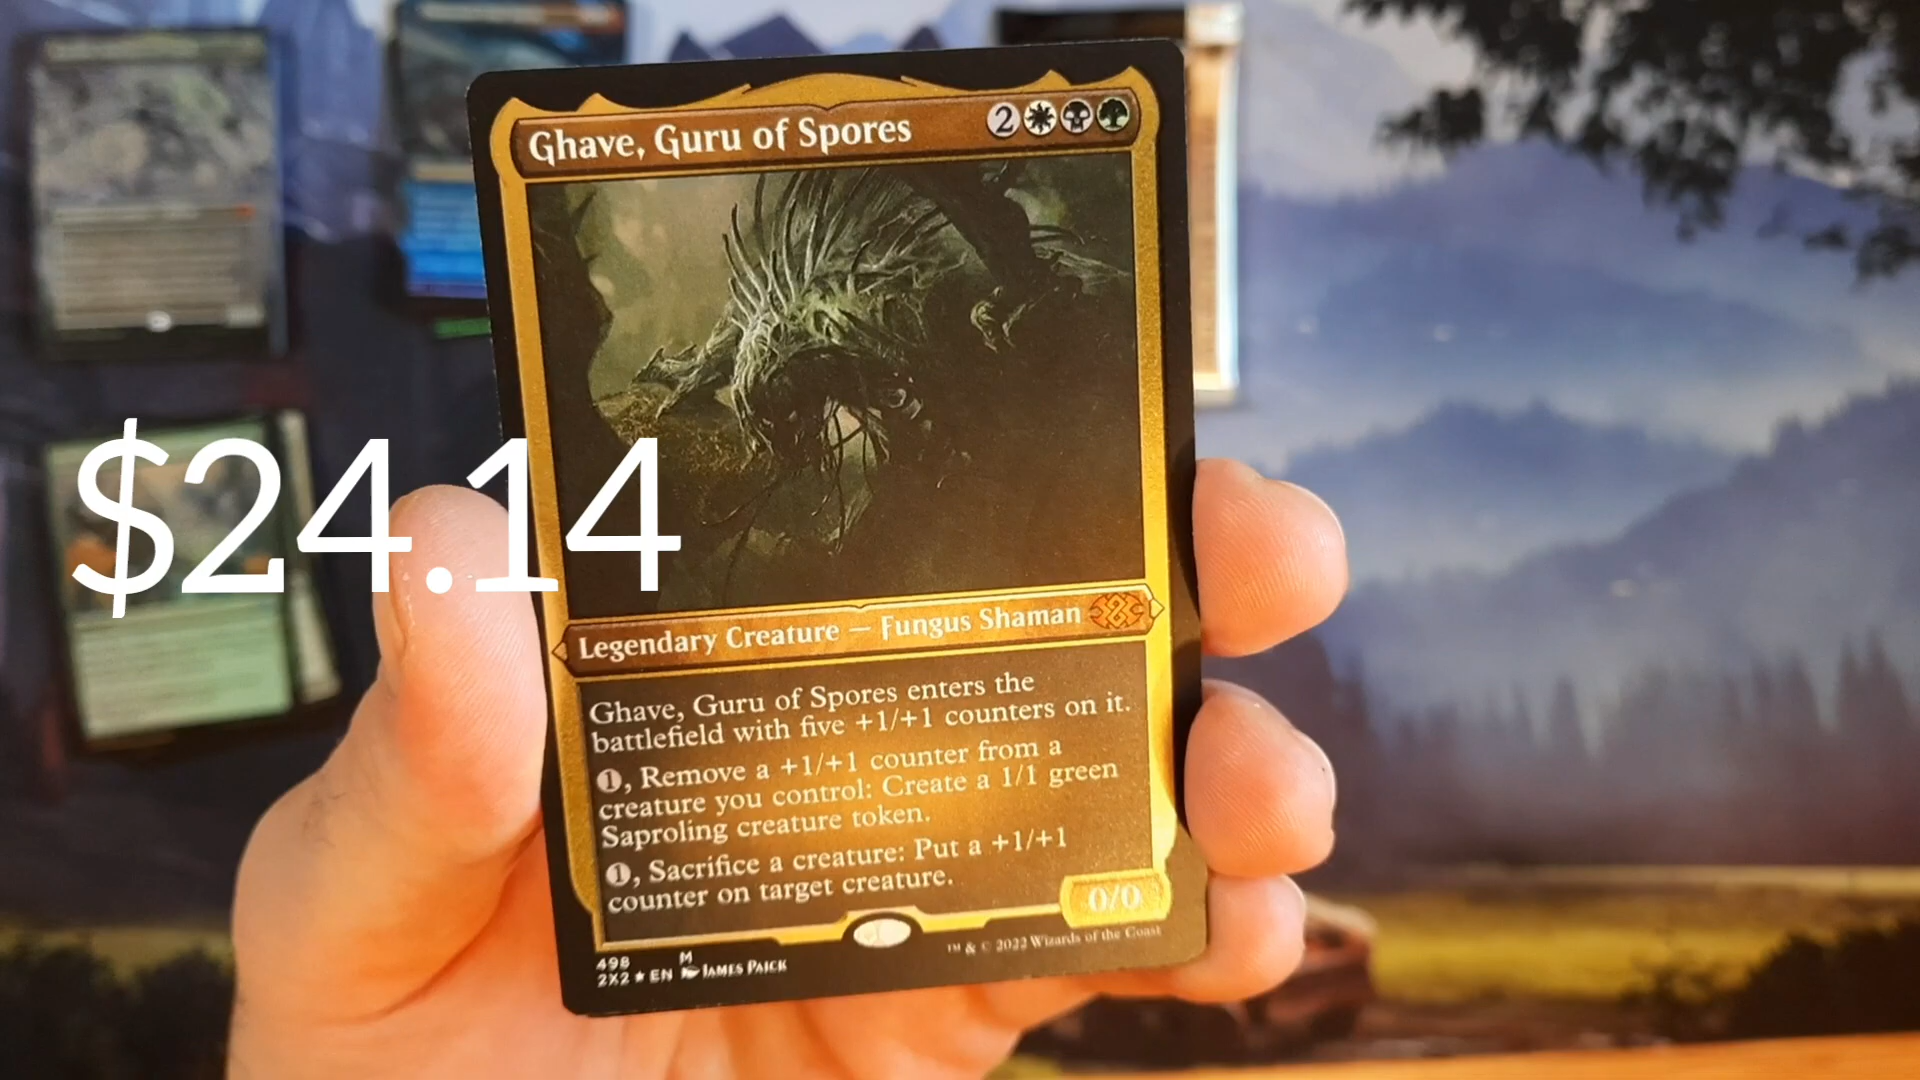 Ghave, Guru of Spores 2
$24.14
Legendary Creature — Fungus Shaman
Ghave, Guru of Spores enters the
battlefield with five +1/+1 counters on it.
1, Remove a +1/+1 counter from a
creature you control: Create a 1/1 green
Saproling creature token.
1, Sacrifice a creature: Put a +1/+1
counter on target creature.
0/0
498 M
2X2 ★ EN James Paick
™ & © 2022 Wizards of the Coast